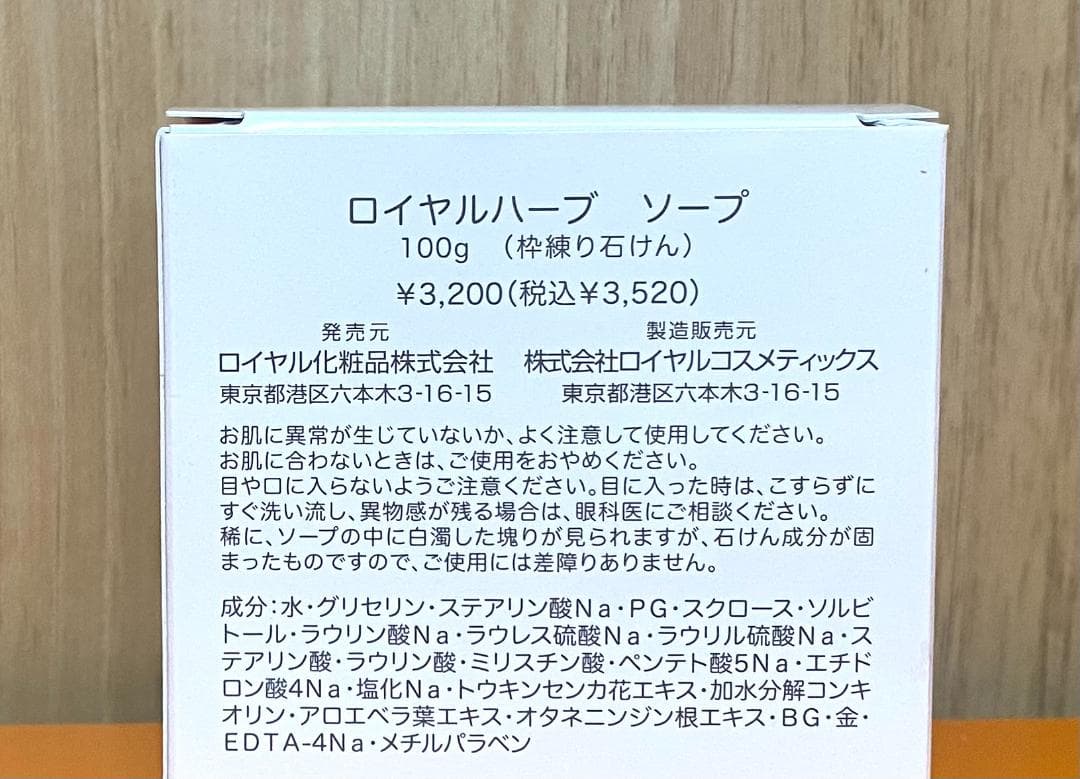 ロイヤルハーブ　ソープ
100g　（枠練り石けん）
¥3,200（税込¥3,520）
発売元
ロイヤル化粧品株式会社
東京都港区六本木3-16-15
製造販売元
株式会社ロイヤルコスメティックス
東京都港区六本木3-16-15
お肌に異常が生じていないか、よく注意して使用してください。
お肌に合わないときは、ご使用をおやめください。
目や口に入らないようご注意ください。目に入った時は、こすらずに
すぐ洗い流し、異物感が残る場合は、眼科医にご相談ください。
稀に、ソープの中に白濁した塊りが見られますが、石けん成分が固
まったものですので、ご使用には差障りありません。
成分：水・グリセリン・ステアリン酸Na・PG・スクロース・ソルビ
トール・ラウリン酸Na・ラウレス硫酸Na・ラウリル硫酸Na・ス
テアリン酸・ラウリン酸・ミリスチン酸・ペンテト酸5Na・エチド
ロン酸4Na・塩化Na・トウキンセンカ花エキス・加水分解コンキ
オリン・アロエベラ葉エキス・オタネニンジン根エキス・BG・金・
EDTA-4Na・メチルパラベン